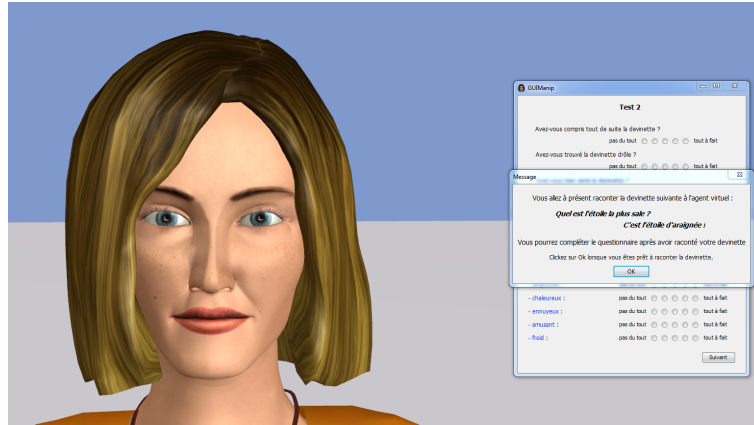 GUIManip
Test 2
Avez-vous compris tout de suite la devinette ?
pas du tout tout à fait
Avez-vous trouvé la devinette drôle ?
pas du tout tout à fait
Message
Vous allez à présent raconter la devinette suivante à l'agent virtuel :
Quel est l'étoile la plus sale ?
C'est l'étoile d'araignée !
Vous pourrez compléter le questionnaire après avoir raconté votre devinette
Clickez sur Ok lorsque vous êtes prêt à raconter la devinette.
OK
- chaleureux : pas du tout tout à fait
- ennuyeux : pas du tout tout à fait
- amusant : pas du tout tout à fait
- froid : pas du tout tout à fait
Suivant